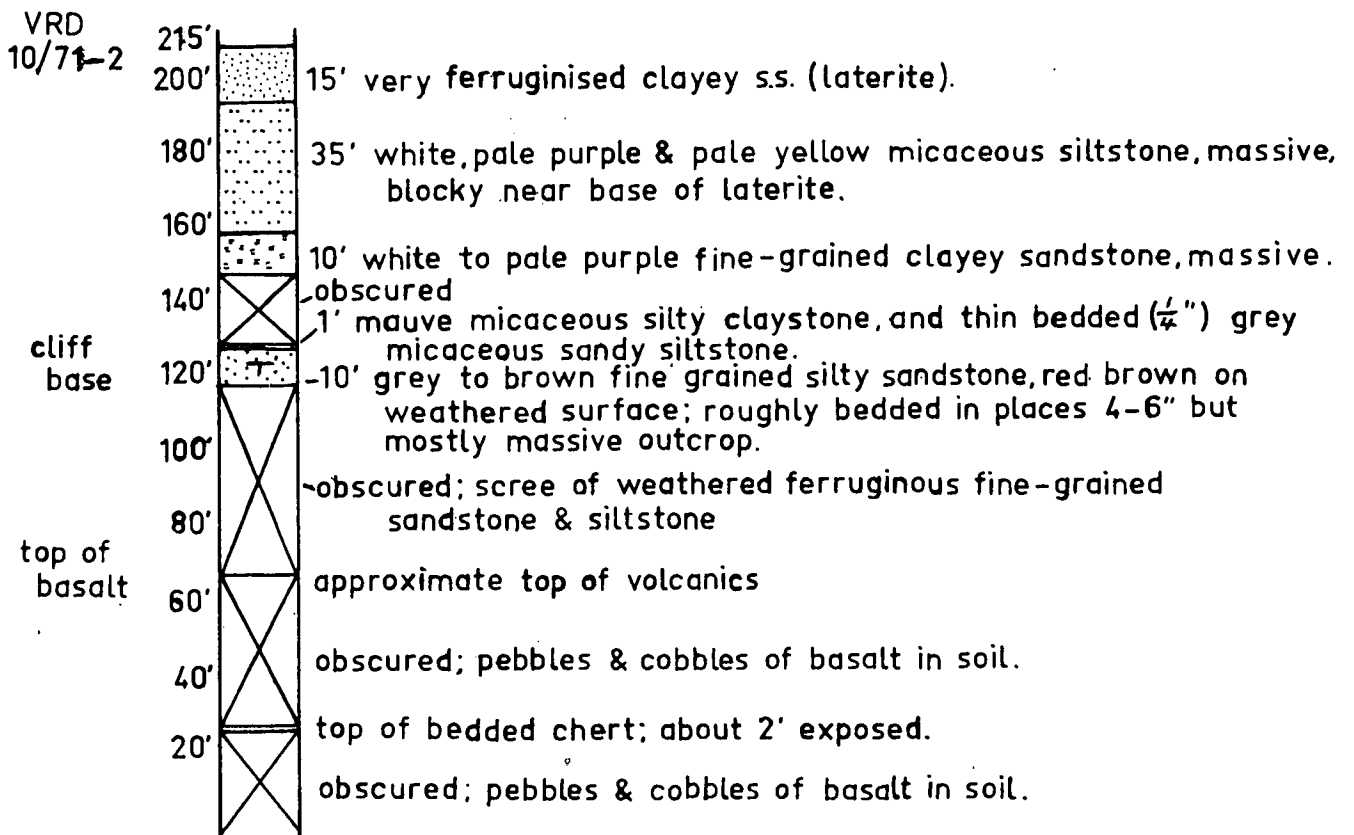 VRD
10/71-2
215'
200'
15' very ferruginised clayey s.s. (laterite).
180'
35' white, pale purple & pale yellow micaceous siltstone, massive,
blocky near base of laterite.
160'
10' white to pale purple fine-grained clayey sandstone, massive.
obscured
140'
1' mauve micaceous silty claystone, and thin bedded (1/4") grey
micaceous sandy siltstone.
cliff
base
120'
10' grey to brown fine grained silty sandstone, red brown on
weathered surface; roughly bedded in places 4-6" but
mostly massive outcrop.
100'
obscured; scree of weathered ferruginous fine-grained
sandstone & siltstone
80'
top of
basalt
approximate top of volcanics
60'
obscured; pebbles & cobbles of basalt in soil.
40'
top of bedded chert; about 2' exposed.
20'
obscured; pebbles & cobbles of basalt in soil.